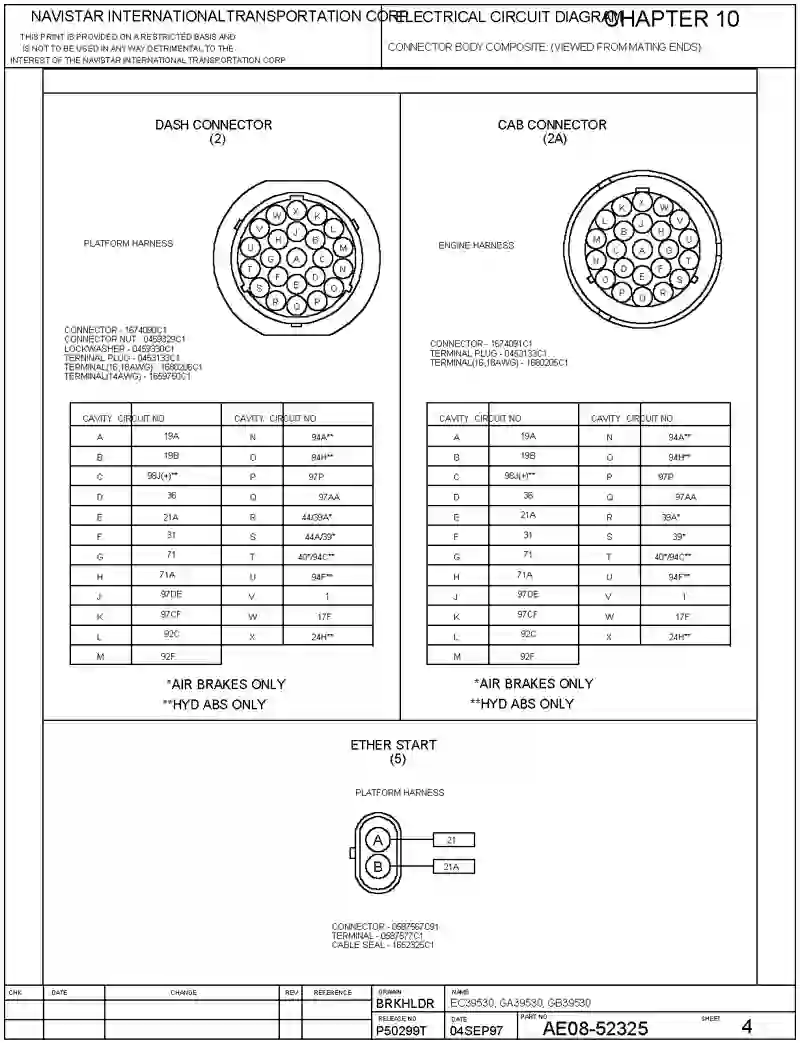 NAVISTAR INTERNATIONAL TRANSPORTATION CORP.
THIS PRINT IS PROVIDED ON A RESTRICTED BASIS AND
IS NOT TO BE USED IN ANY WAY DETRIMENTAL TO THE
INTEREST OF THE NAVISTAR INTERNATIONAL TRANSPORTATION CORP
ELECTRICAL CIRCUIT DIAGRAM
CHAPTER 10
CONNECTOR BODY COMPOSITE: (VIEWED FROM MATING ENDS)
DASH CONNECTOR
(2)
PLATFORM HARNESS
W X K
V J L
H B
U M
G A C
T N
F D
S E O
R Q P
CONNECTOR - 1674090C1
CONNECTOR NUT 0459329C1
LOCKWASHER - 0459330C1
TERNINAL PLUG - 0453133C1
TERMINAL(16,18AWG) 1680206C1
TERMINAL(14AWG) - 1659750C1
CAVITY CIRCUIT NO CAVITY CIRCUIT NO
A 19A N 94A**
B 19B O 94H**
C 98J(+)** P 97P
D 36 Q 97AA
E 21A R 44/39A*
F 31 S 44A/39*
G 71 T 40*/94C**
H 71A U 94F**
J 97DE V 1
K 97CF W 17F
L 92C X 24H**
M 92F
*AIR BRAKES ONLY
**HYD ABS ONLY
CAB CONNECTOR
(2A)
ENGINE HARNESS
K X W
L J V
B H
M U
C A G
N T
D F
O E S
P Q R
CONNECTOR - 1674091C1
TERMINAL PLUG - 0453133C1
TERMINAL(16,18AWG) - 1680205C1
CAVITY CIRCUIT NO CAVITY CIRCUIT NO
A 19A N 94A**
B 19B O 94H**
C 98J(+)** P 97P
D 36 Q 97AA
E 21A R 39A*
F 31 S 39*
G 71 T 40*/94C**
H 71A U 94F**
J 97DE V 1
K 97CF W 17F
L 92C X 24H**
M 92F
*AIR BRAKES ONLY
**HYD ABS ONLY
ETHER START
(5)
PLATFORM HARNESS
A 21
B 21A
CONNECTOR - 0587567C91
TERMINAL - 0587577C1
CABLE SEAL - 1652325C1
CHK DATE CHANGE REV REFERENCE
DRAWN
BRKHLDR
NAME
EC39530, GA39530, GB39530
RELEASE NO
P50299T
DATE
04SEP97
PART NO
AE08-52325
SHEET
4